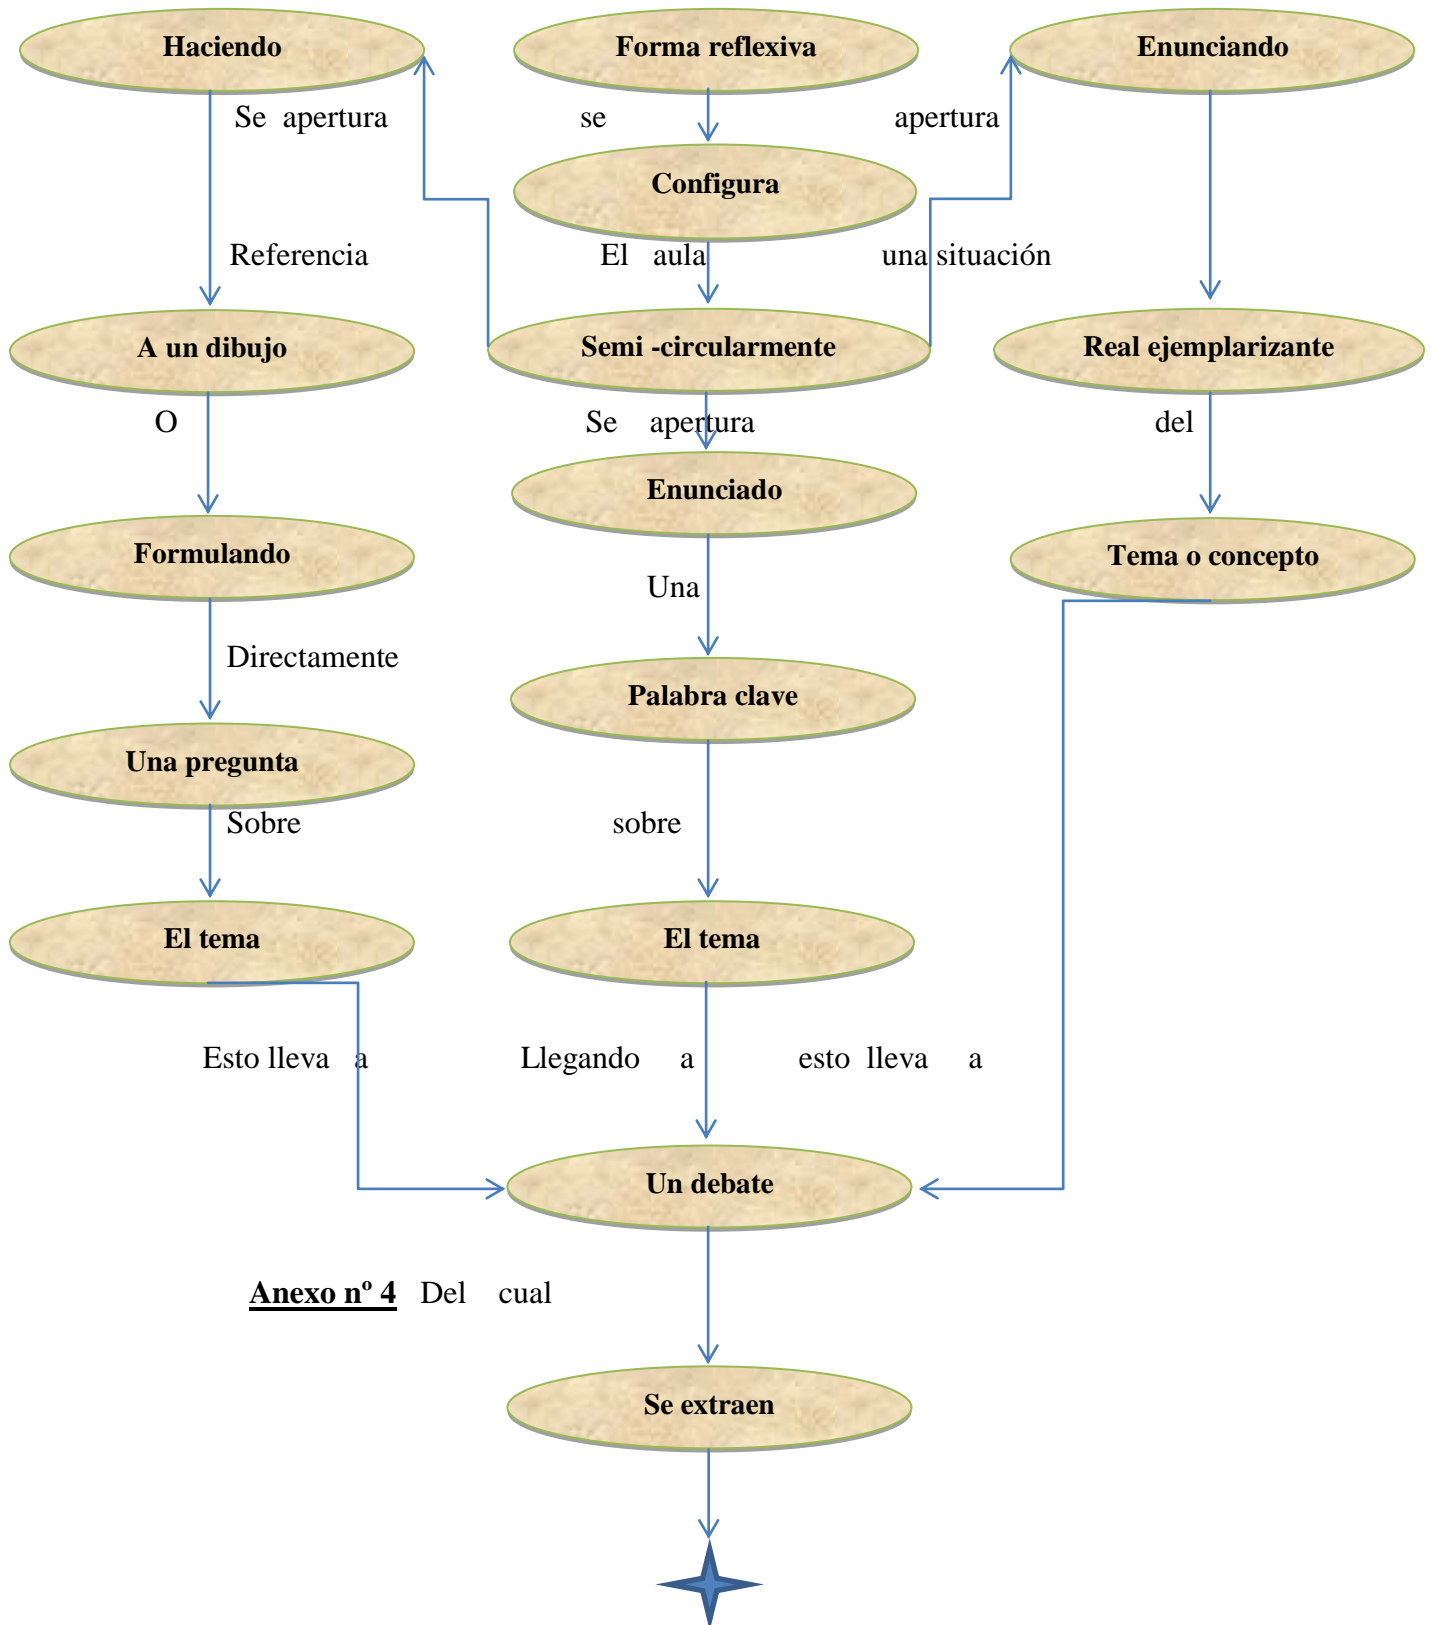 Haciendo Forma reflexiva Enunciando
Se apertura se apertura
Configura
Referencia El aula una situación
A un dibujo Semi -circularmente Real ejemplarizante
O Se apertura del
Enunciado
Formulando Tema o concepto
Una
Directamente
Palabra clave
Una pregunta
Sobre sobre
El tema El tema
Esto lleva a Llegando a esto lleva a
Un debate
Anexo nº 4 Del cual
Se extraen